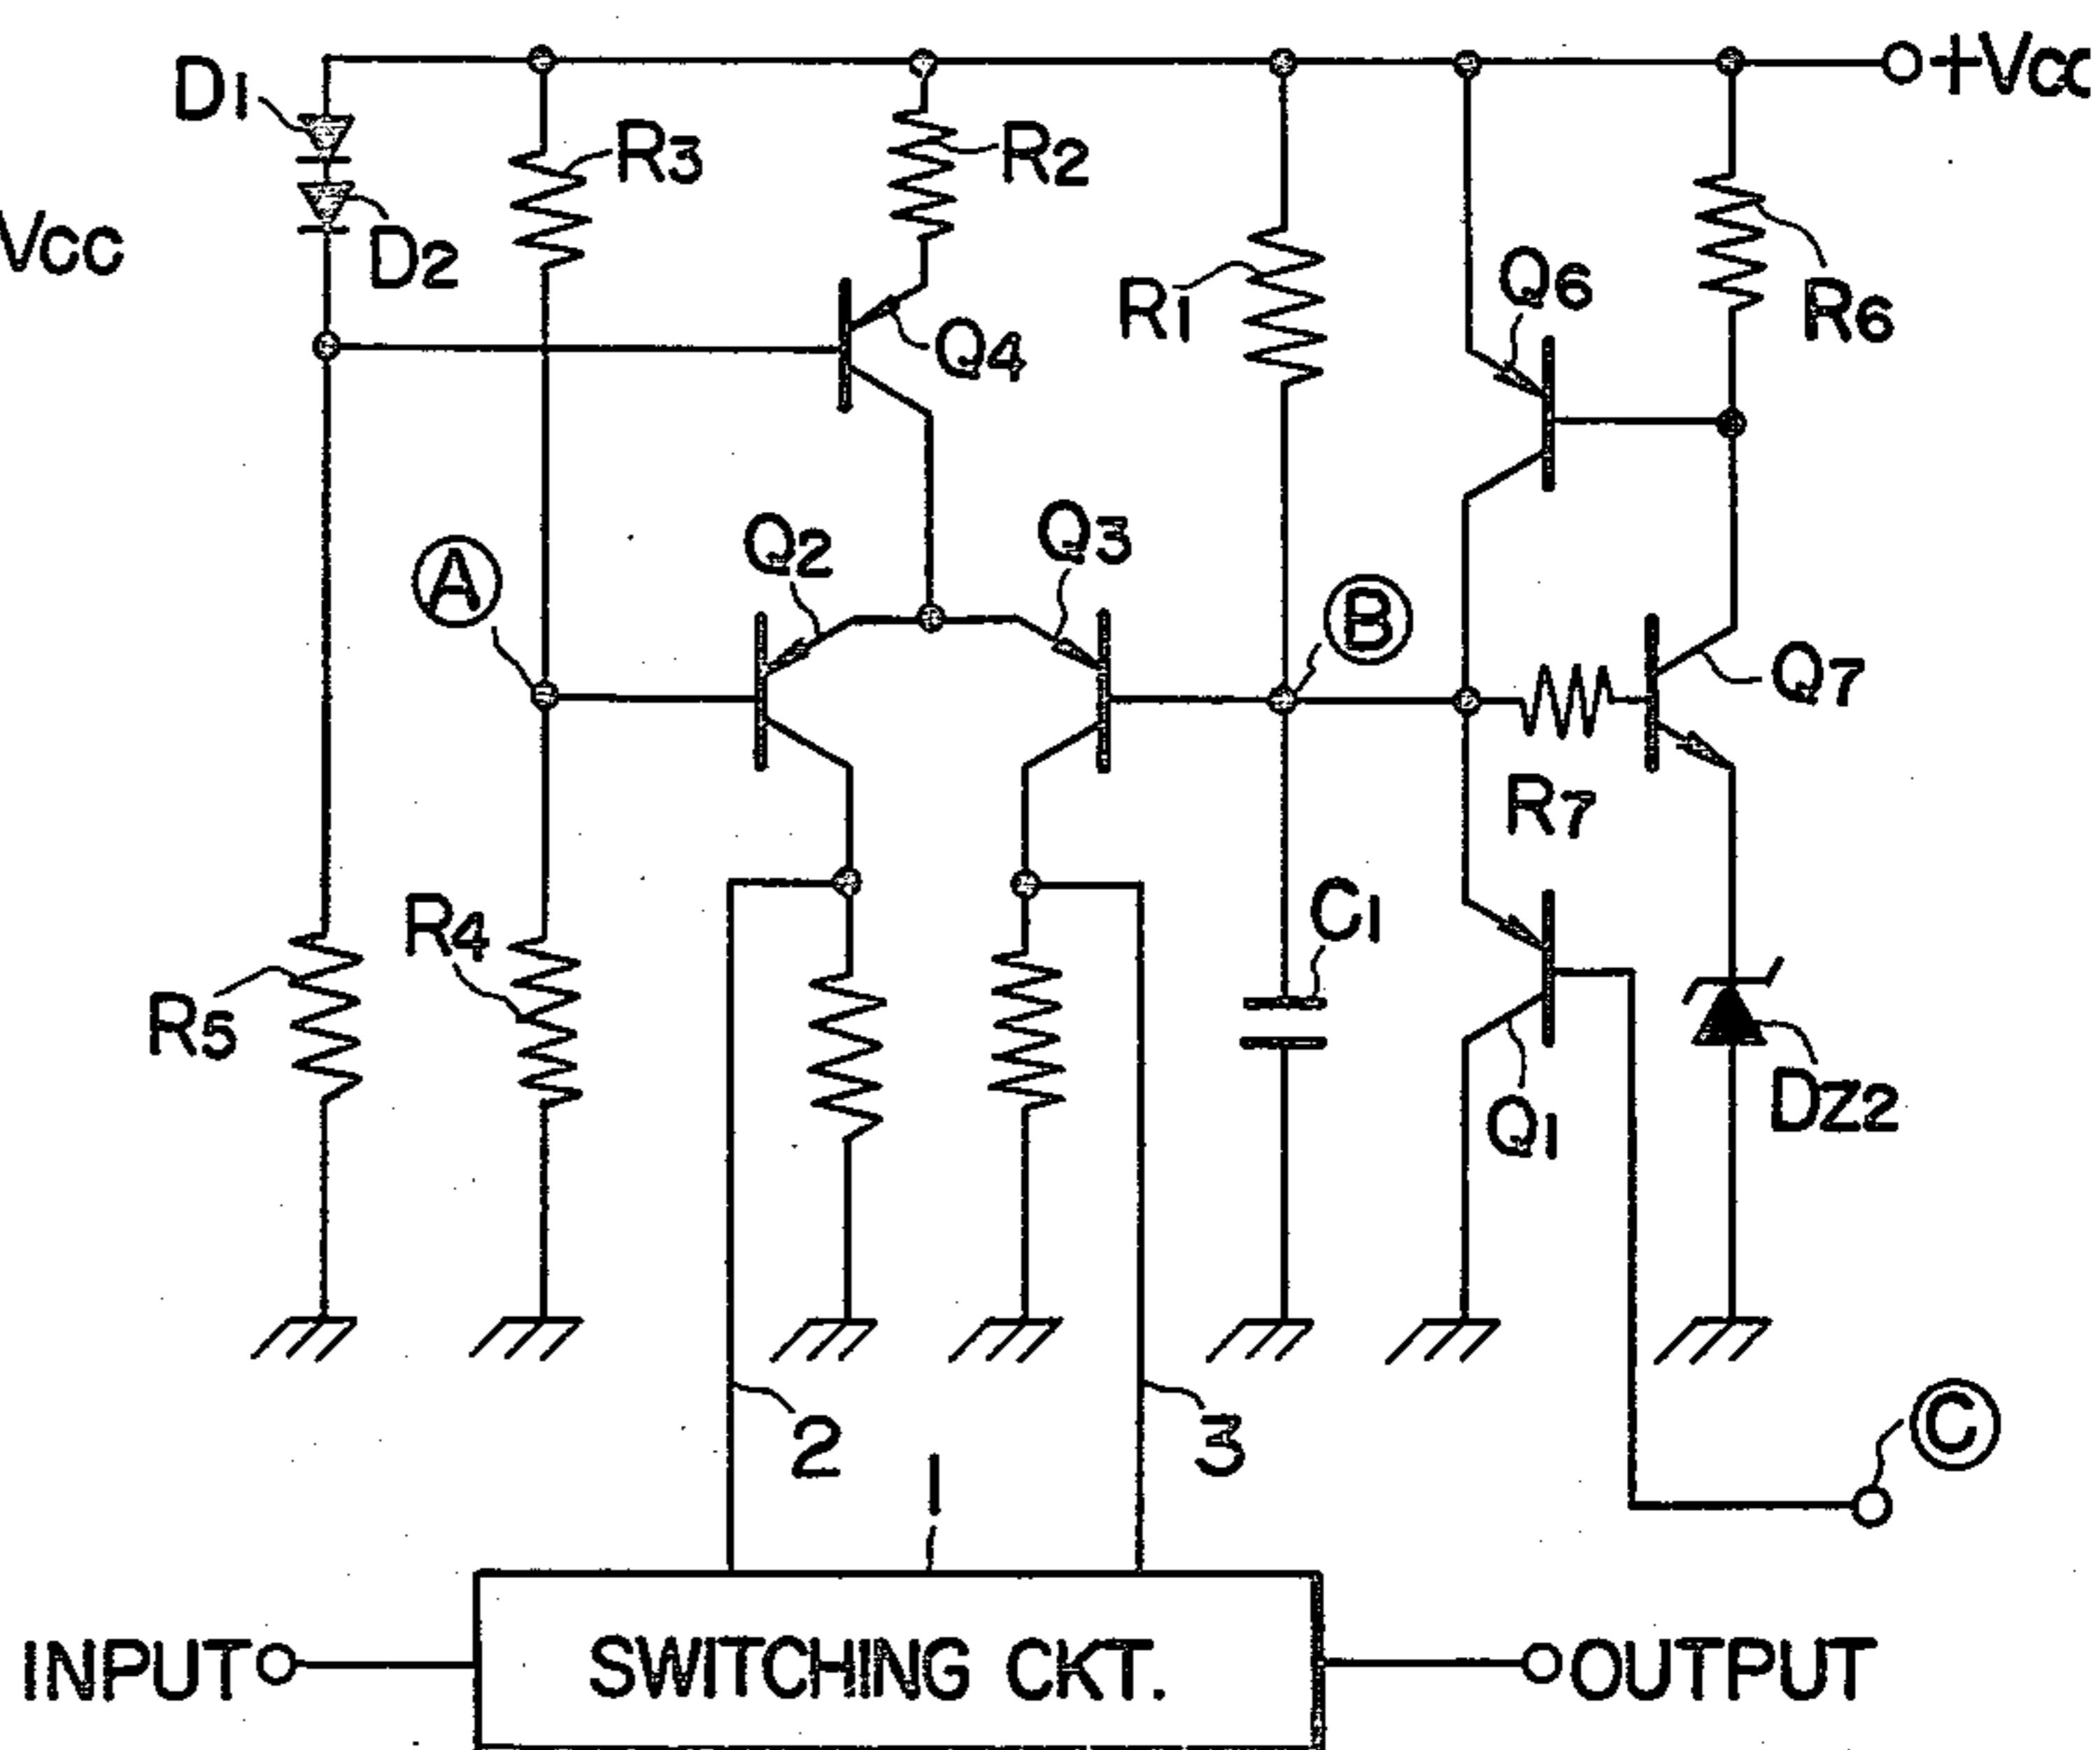 D1
+VCC
R3
R2
VCC
D2
R1
Q6
R6
Q4
A
Q2
Q3
B
Q7
R7
R4
C1
R5
Q1
DZ2
2
3
C
1
INPUT
SWITCHING CKT.
OUTPUT